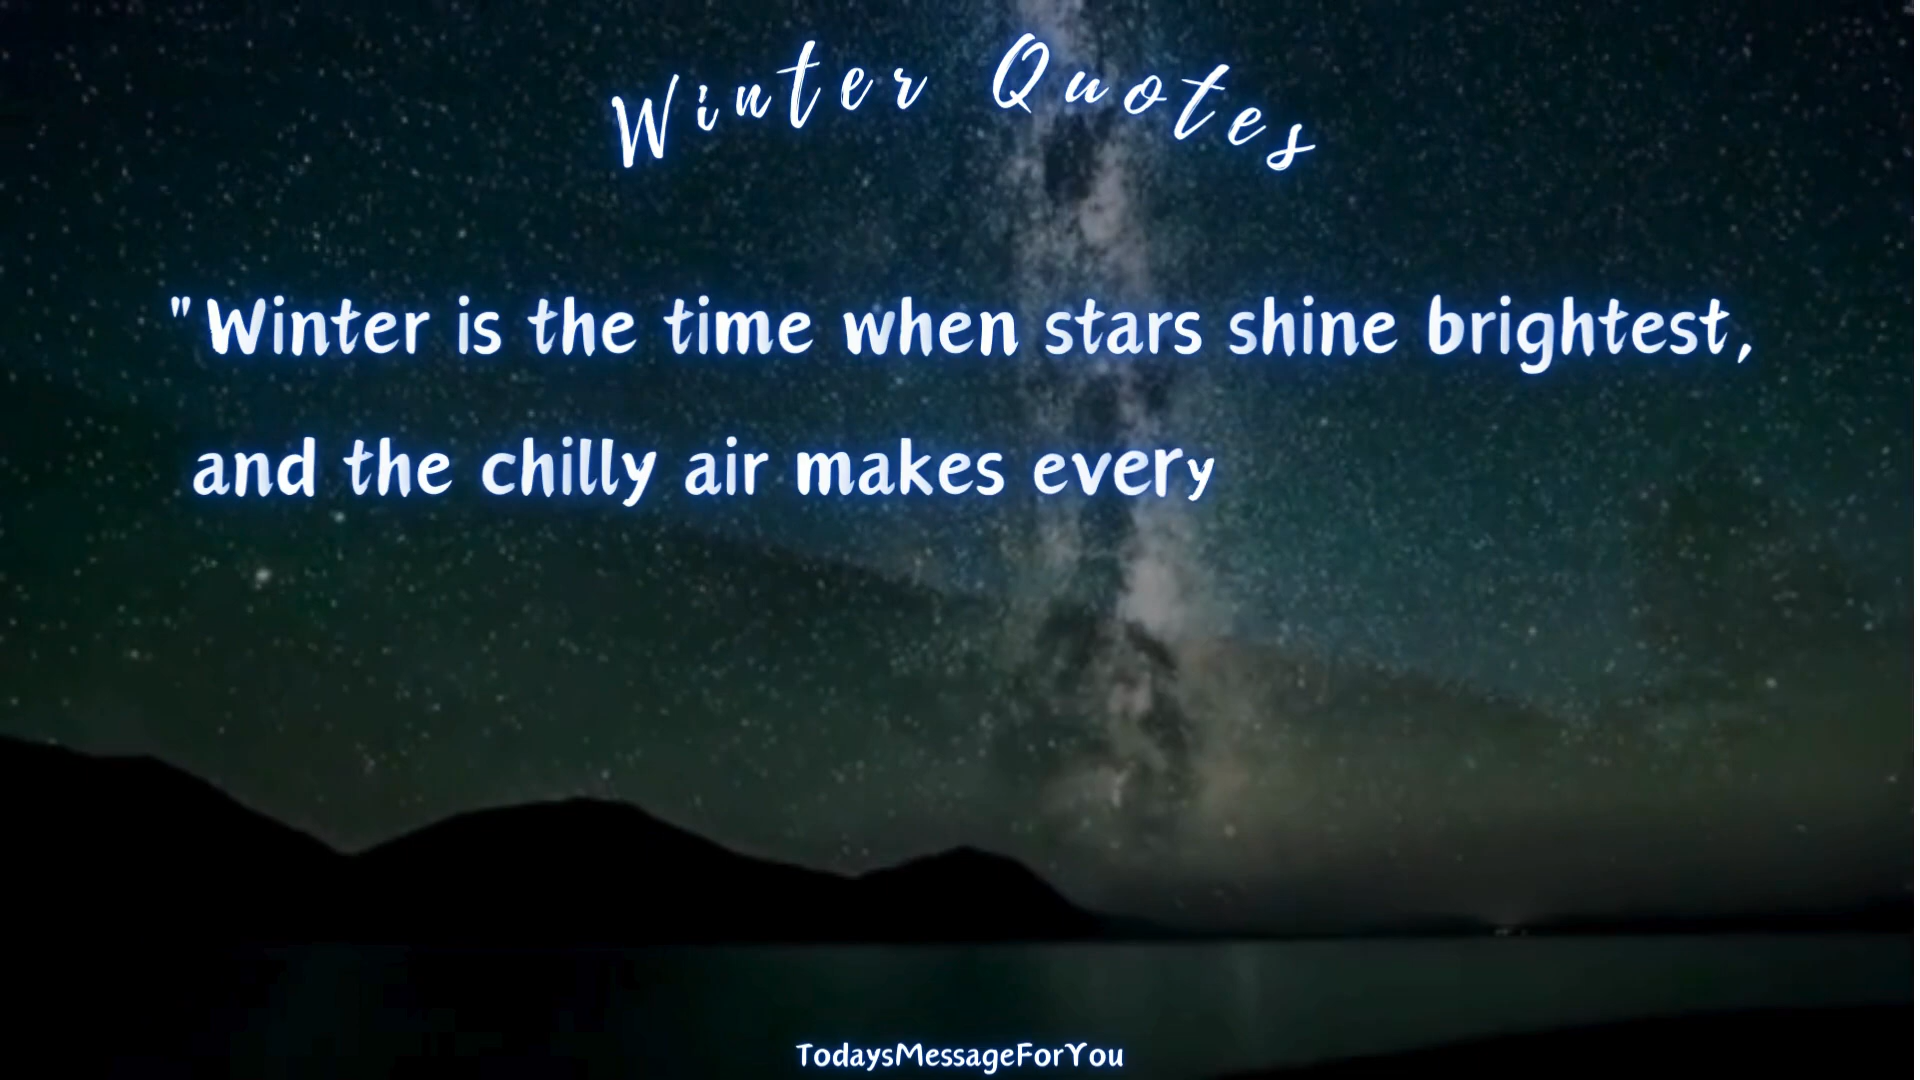 Winter Quotes
"Winter is the time when stars shine brightest,
and the chilly air makes every
TodaysMessageForYou